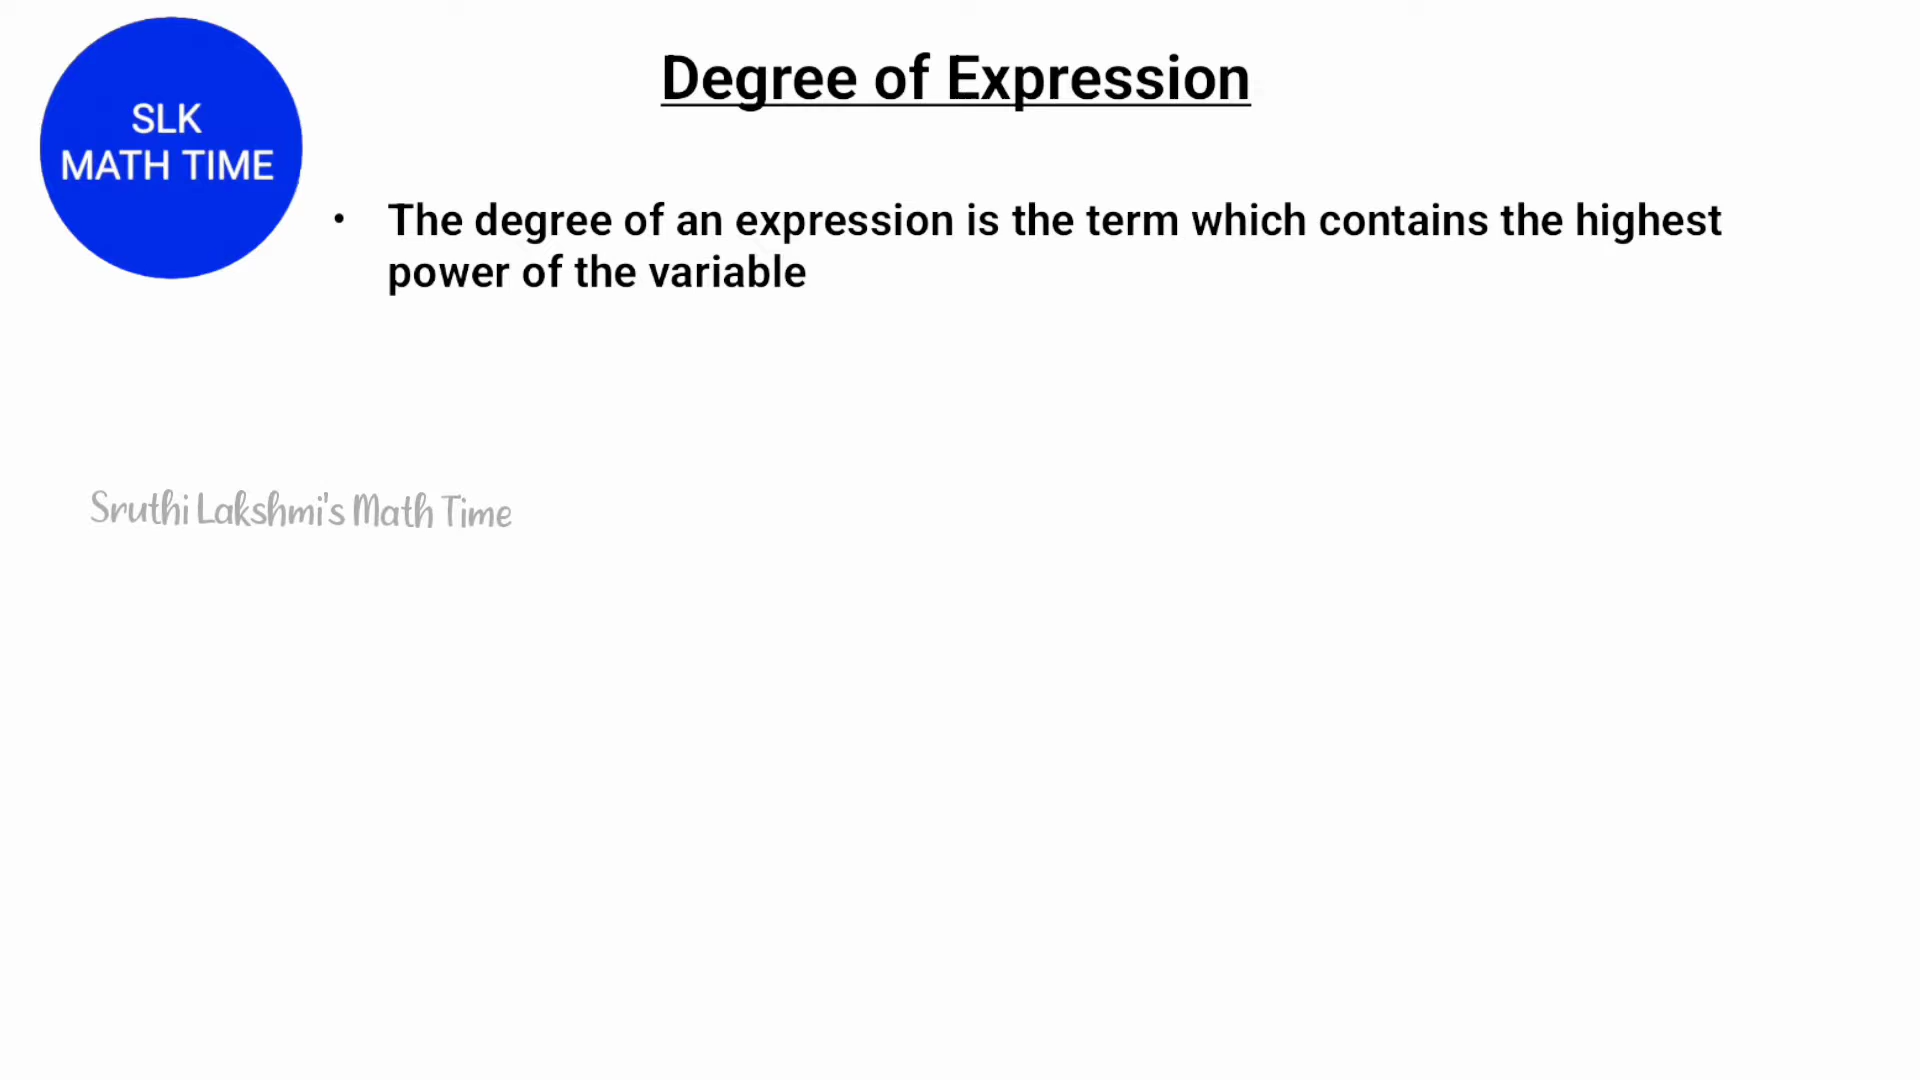 SLK
MATH TIME
Degree of Expression
• The degree of an expression is the term which contains the highest
power of the variable
Sruthi Lakshmi's Math Time